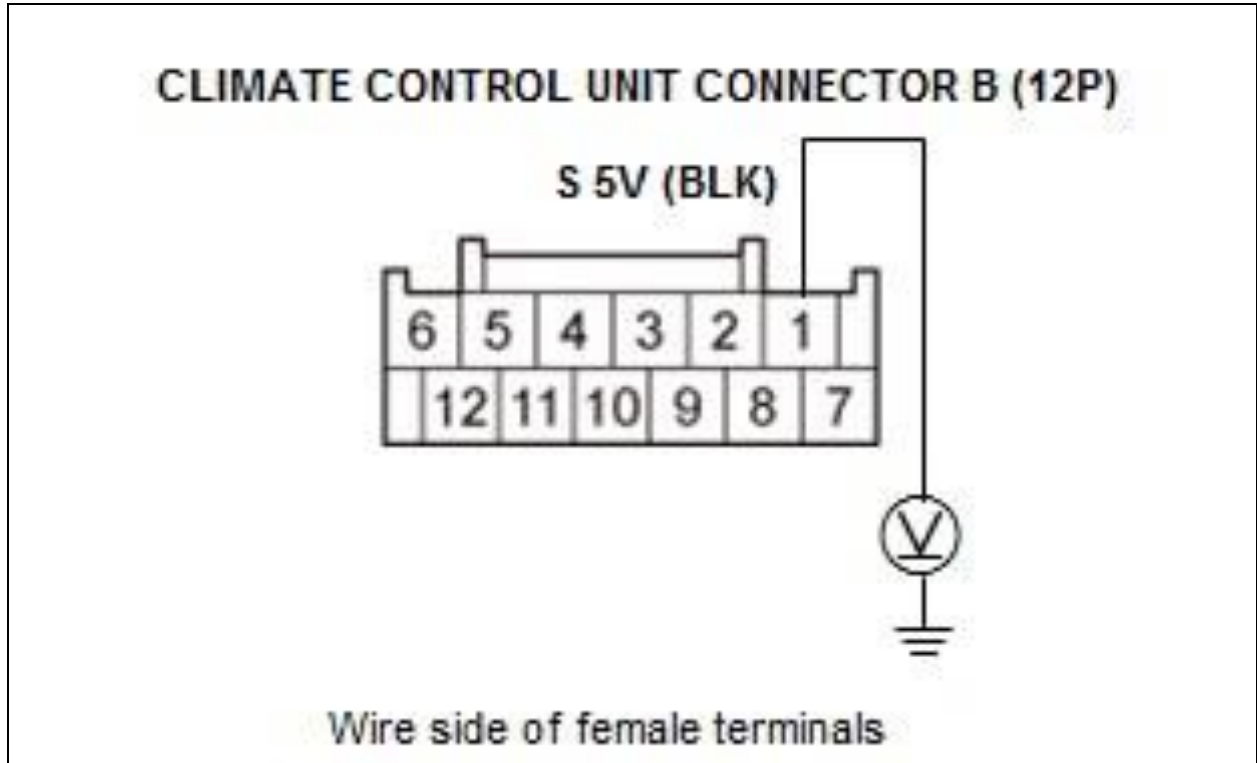 CLIMATE CONTROL UNIT CONNECTOR B (12P)
S 5V (BLK)
6 5 4 3 2 1
12 11 10 9 8 7
V
Wire side of female terminals